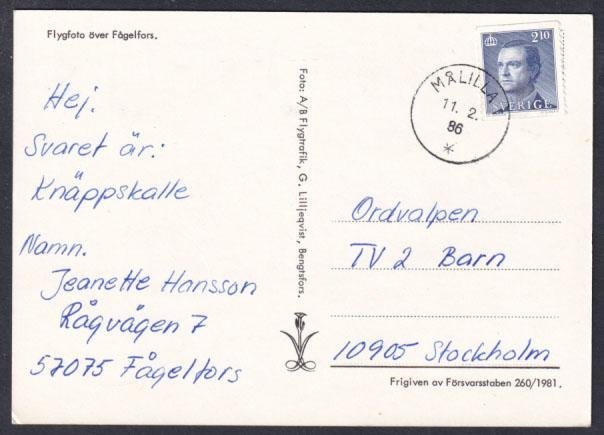 Flygfoto över Fågelfors.
Hej.
Svaret är:
Knäppskalle
Namn.
Jeanette Hansson
Rågvägen 7
57075 Fågelfors
Foto: A/B Flygtrafik, G. Lilljeqvist, Bengtsfors.
2.10
SVERIGE
MÅLILLA
11. 2.
86
Ordvalpen
TV 2 Barn
10905 Stockholm
Frigiven av Försvarsstaben 260/1981.